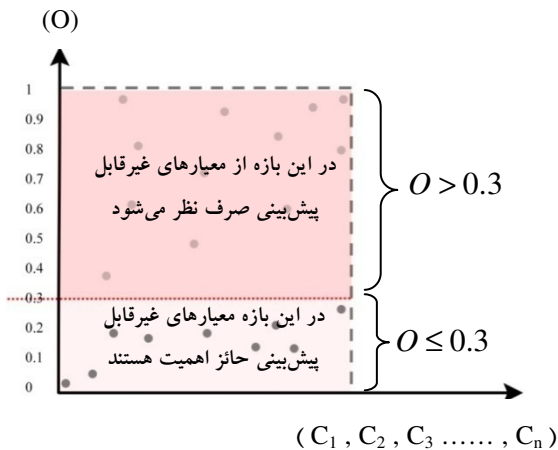 (O)
1
0.9
0.8
در این بازه از معیارهای غیرقابل
0.7
پیش‌بینی صرف نظر می‌شود
O > 0.3
0.6
0.5
0.4
0.3
در این بازه معیارهای غیرقابل
0.2
پیش‌بینی حائز اهمیت هستند
O ≤ 0.3
0.1
0
( C₁ , C₂ , C₃ ...... , Cₙ )